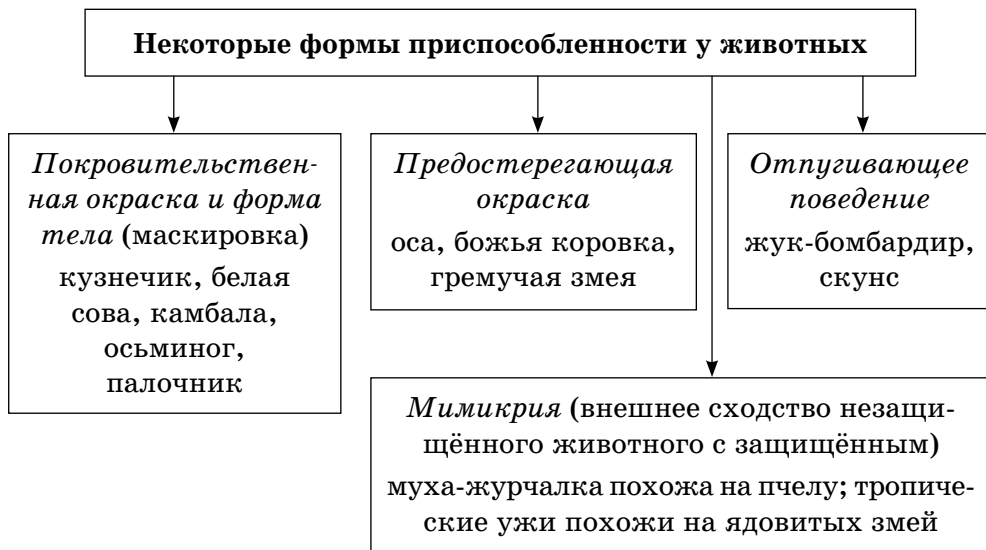 Некоторые формы приспособленности у животных
Покровительствен-
ная окраска и форма
тела (маскировка)
кузнечик, белая
сова, камбала,
осьминог,
палочник
Предостерегающая
окраска
оса, божья коровка,
гремучая змея
Отпугивающее
поведение
жук-бомбардир,
скунс
Мимикрия (внешнее сходство незащи-
щённого животного с защищённым)
муха-журчалка похожа на пчелу; тропиче-
ские ужи похожи на ядовитых змей